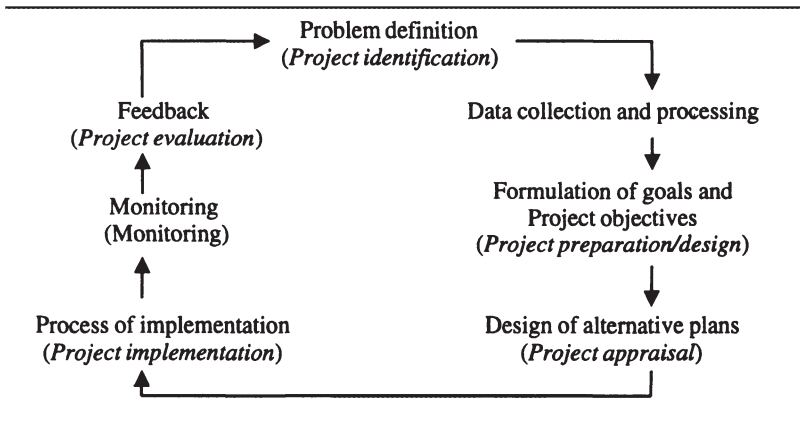 Problem definition
(Project identification)
Data collection and processing
Formulation of goals and
Project objectives
(Project preparation/design)
Design of alternative plans
(Project appraisal)
Process of implementation
(Project implementation)
Monitoring
(Monitoring)
Feedback
(Project evaluation)